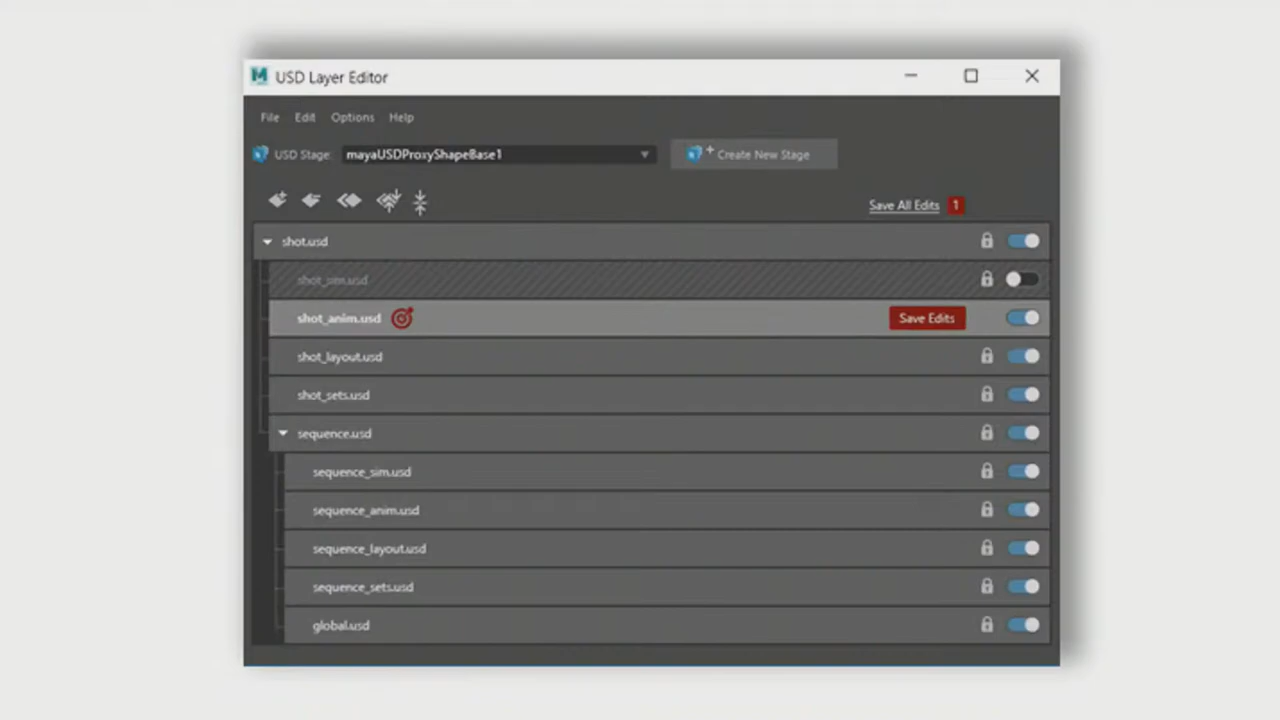 USD Layer Editor
File Edit Options Help
USD Stage: mayaUSDProxyShapeBase1 Create New Stage
Save All Edits 1
shot.usd
shot_sim.usd
shot_anim.usd Save Edits
shot_layout.usd
shot_sets.usd
sequence.usd
sequence_sim.usd
sequence_anim.usd
sequence_layout.usd
sequence_sets.usd
global.usd